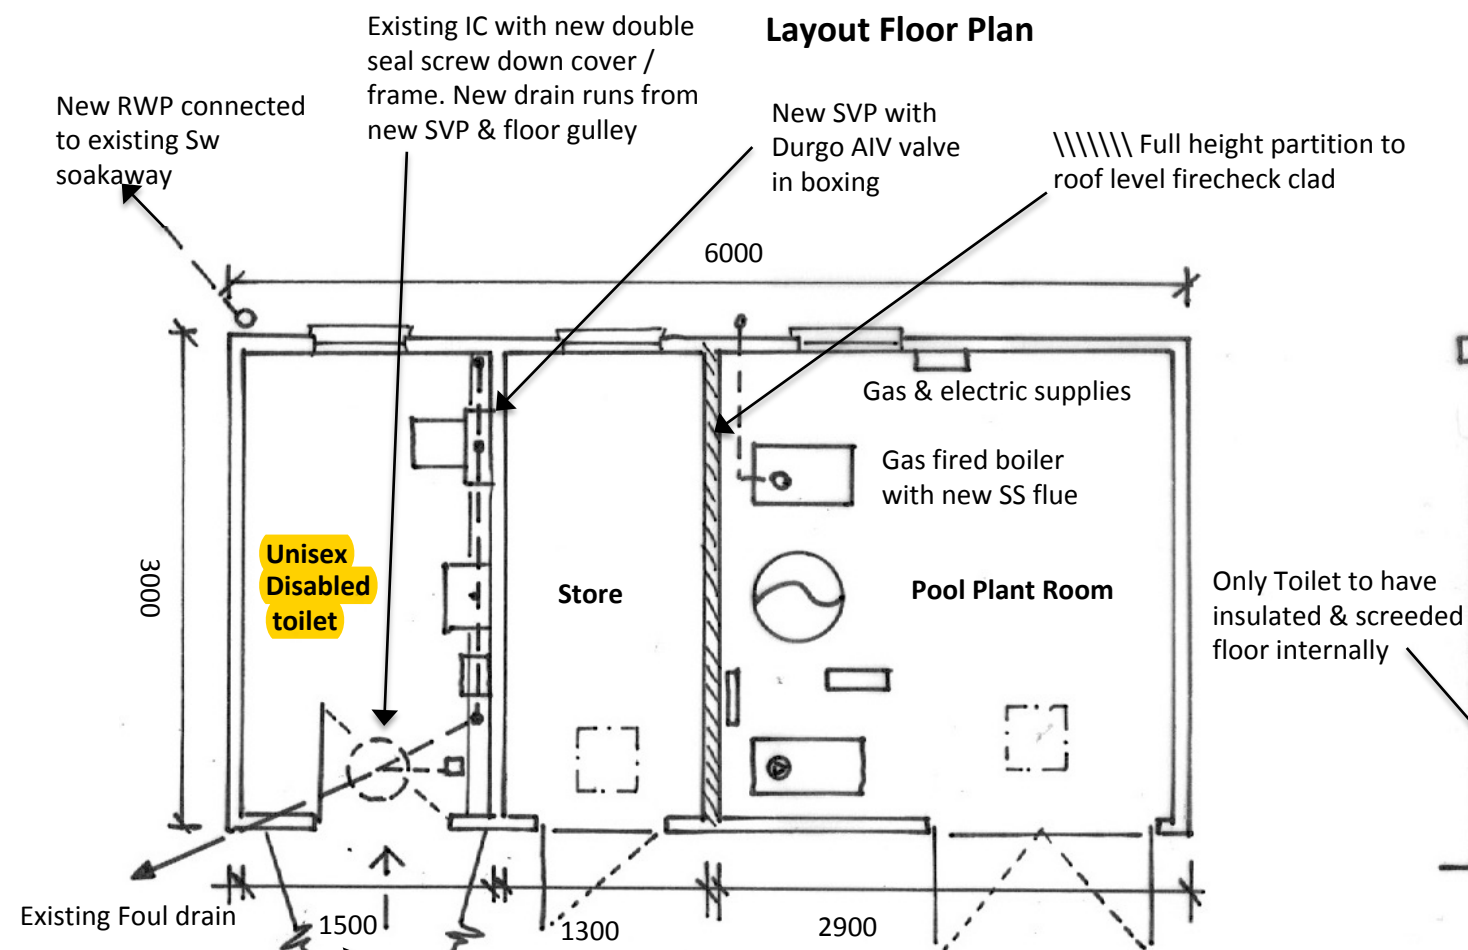 Layout Floor Plan
Existing IC with new double
seal screw down cover /
frame. New drain runs from
new SVP & floor gulley
New RWP connected
to existing Sw
soakaway
New SVP with
Durgo AIV valve
in boxing
\\\\\\\ Full height partition to
roof level firecheck clad
6000
3000
Gas & electric supplies
Gas fired boiler
with new SS flue
Unisex
Disabled
toilet
Store
Pool Plant Room
Only Toilet to have
insulated & screeded
floor internally
Existing Foul drain
1500
1300
2900